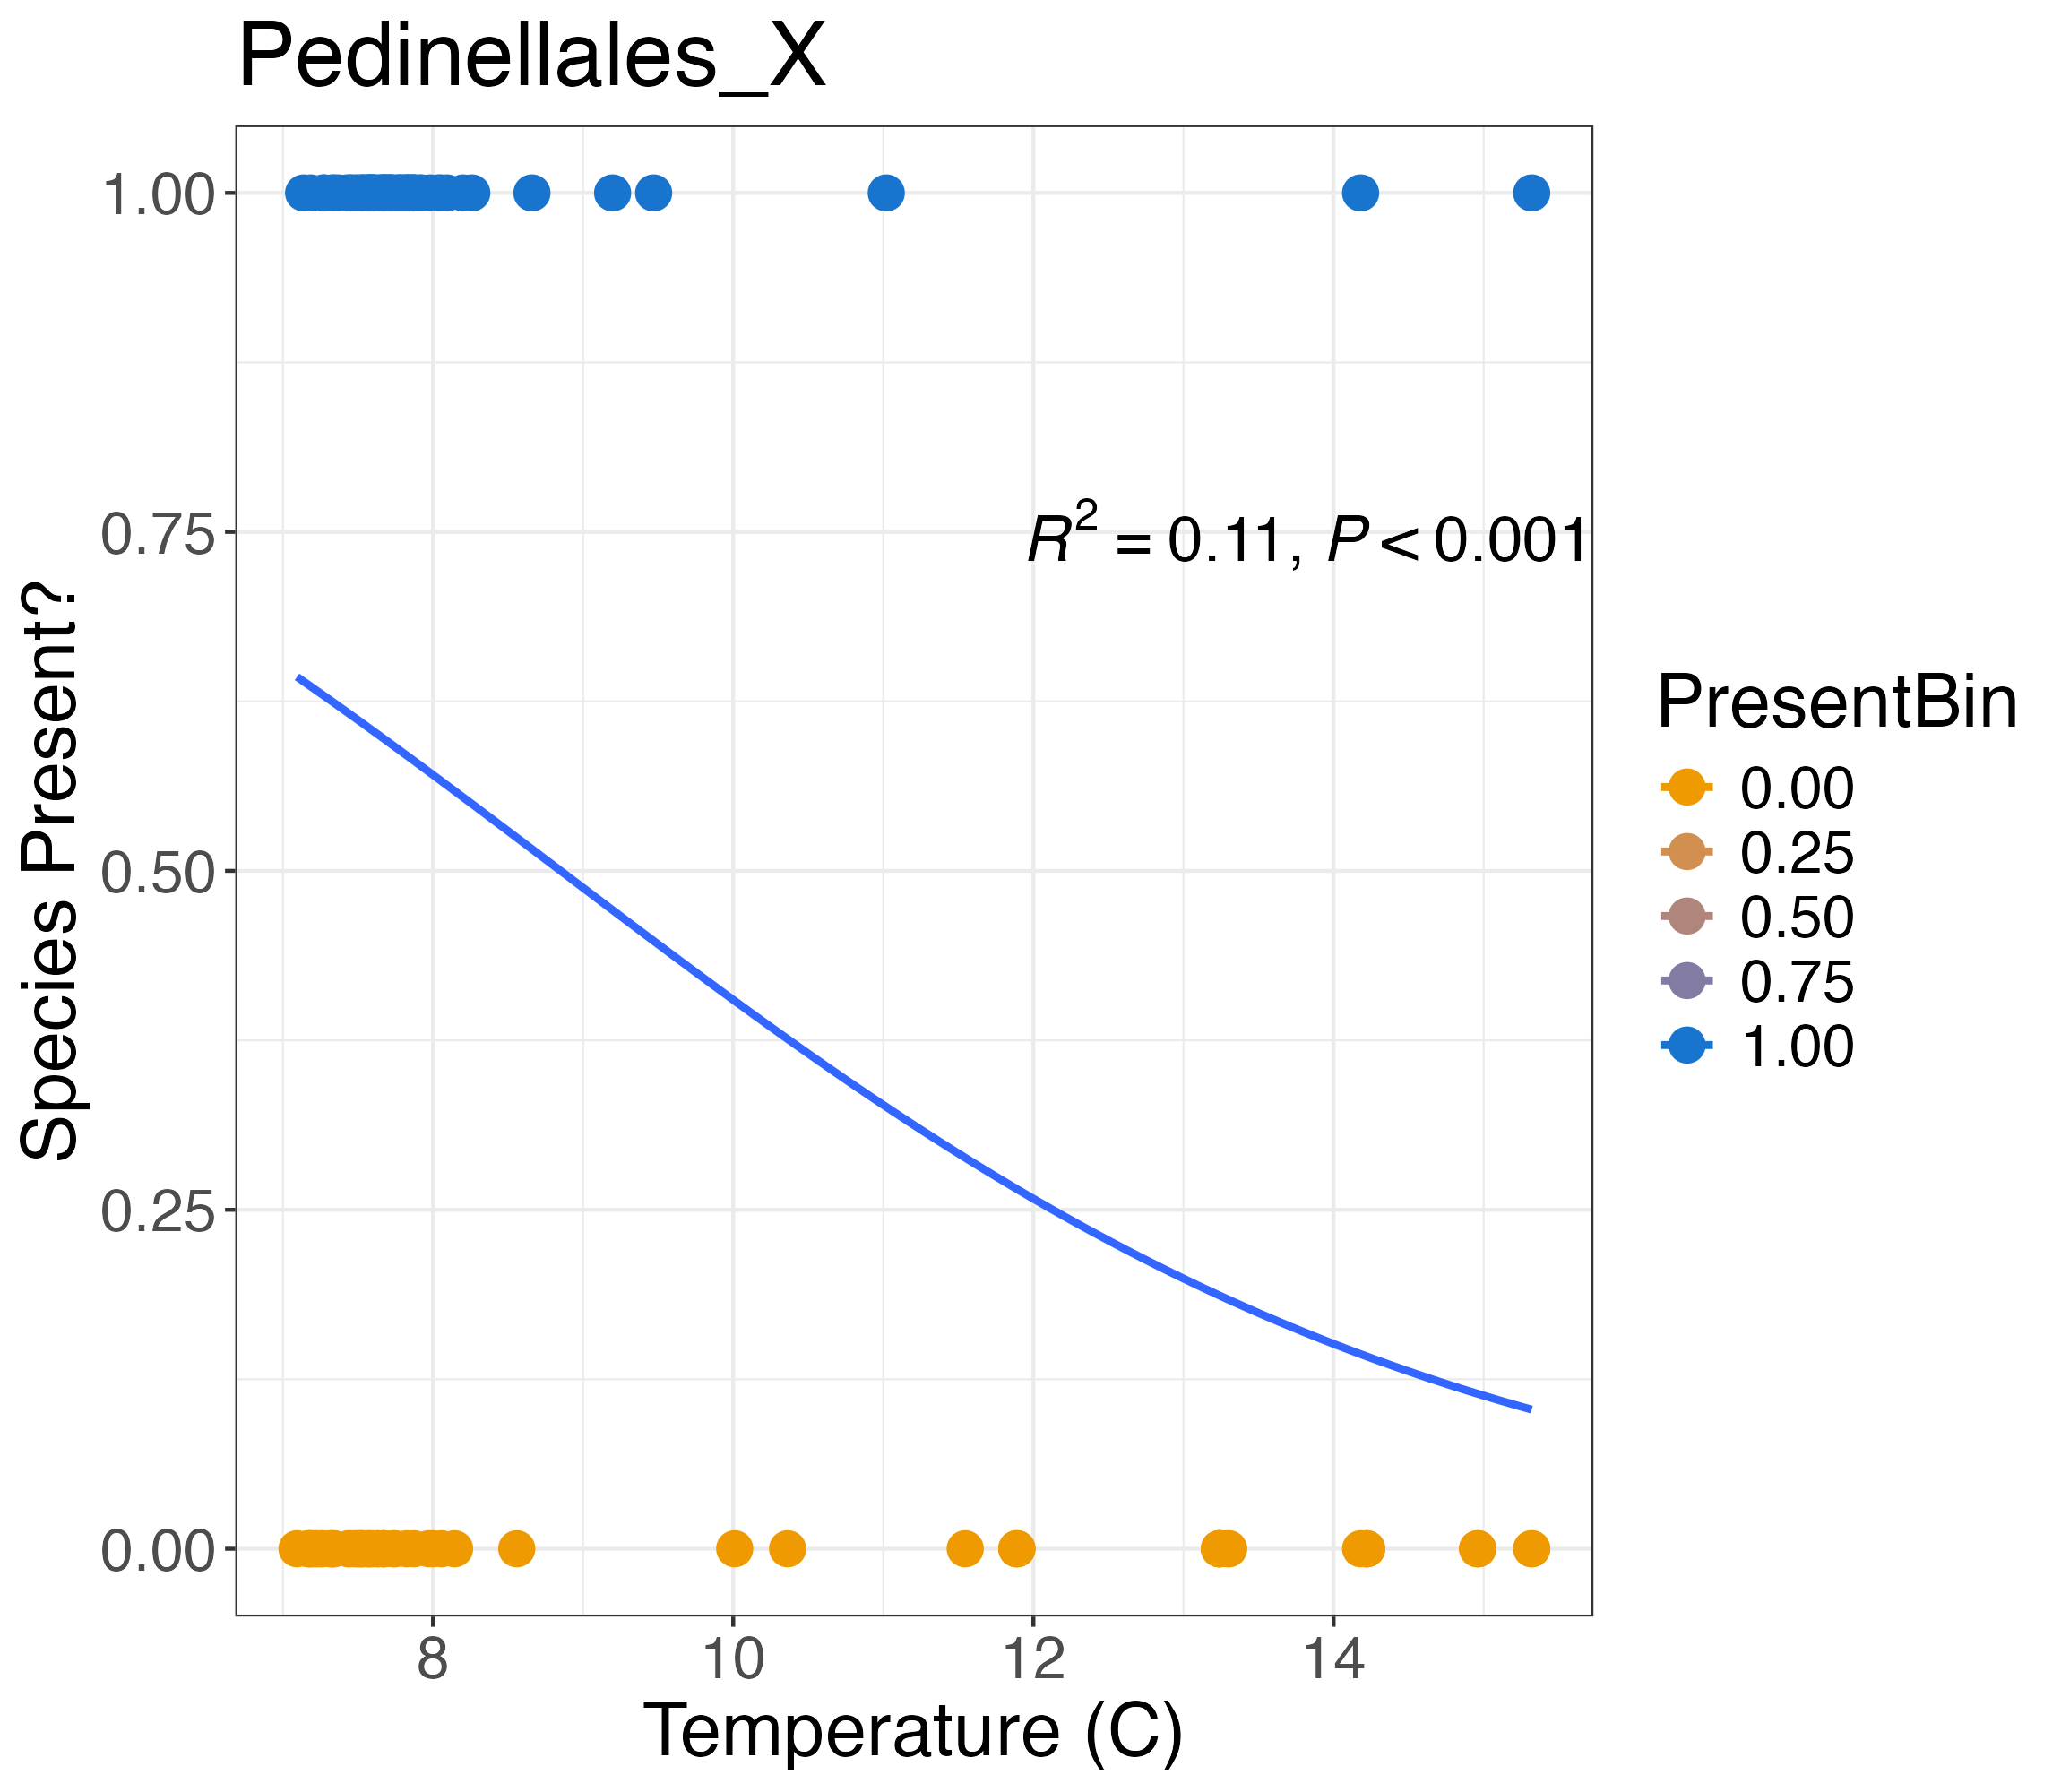 Pedinellales_X
1.00
0.75
0.50
0.25
0.00
Species Present?
R² = 0.11, P < 0.001
8 10 12 14
Temperature (C)
PresentBin
0.00
0.25
0.50
0.75
1.00